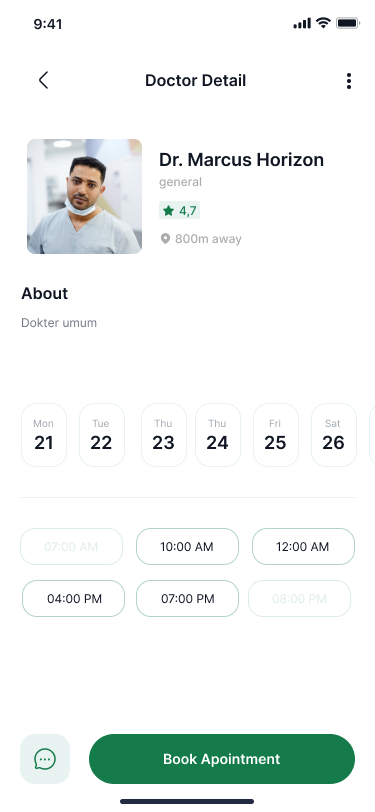 9:41
Doctor Detail
Dr. Marcus Horizon
general
4,7
800m away
About
Dokter umum
Mon Tue Thu Thu Fri Sat
21 22 23 24 25 26
07:00 AM 10:00 AM 12:00 AM
04:00 PM 07:00 PM 08:00 PM
Book Apointment